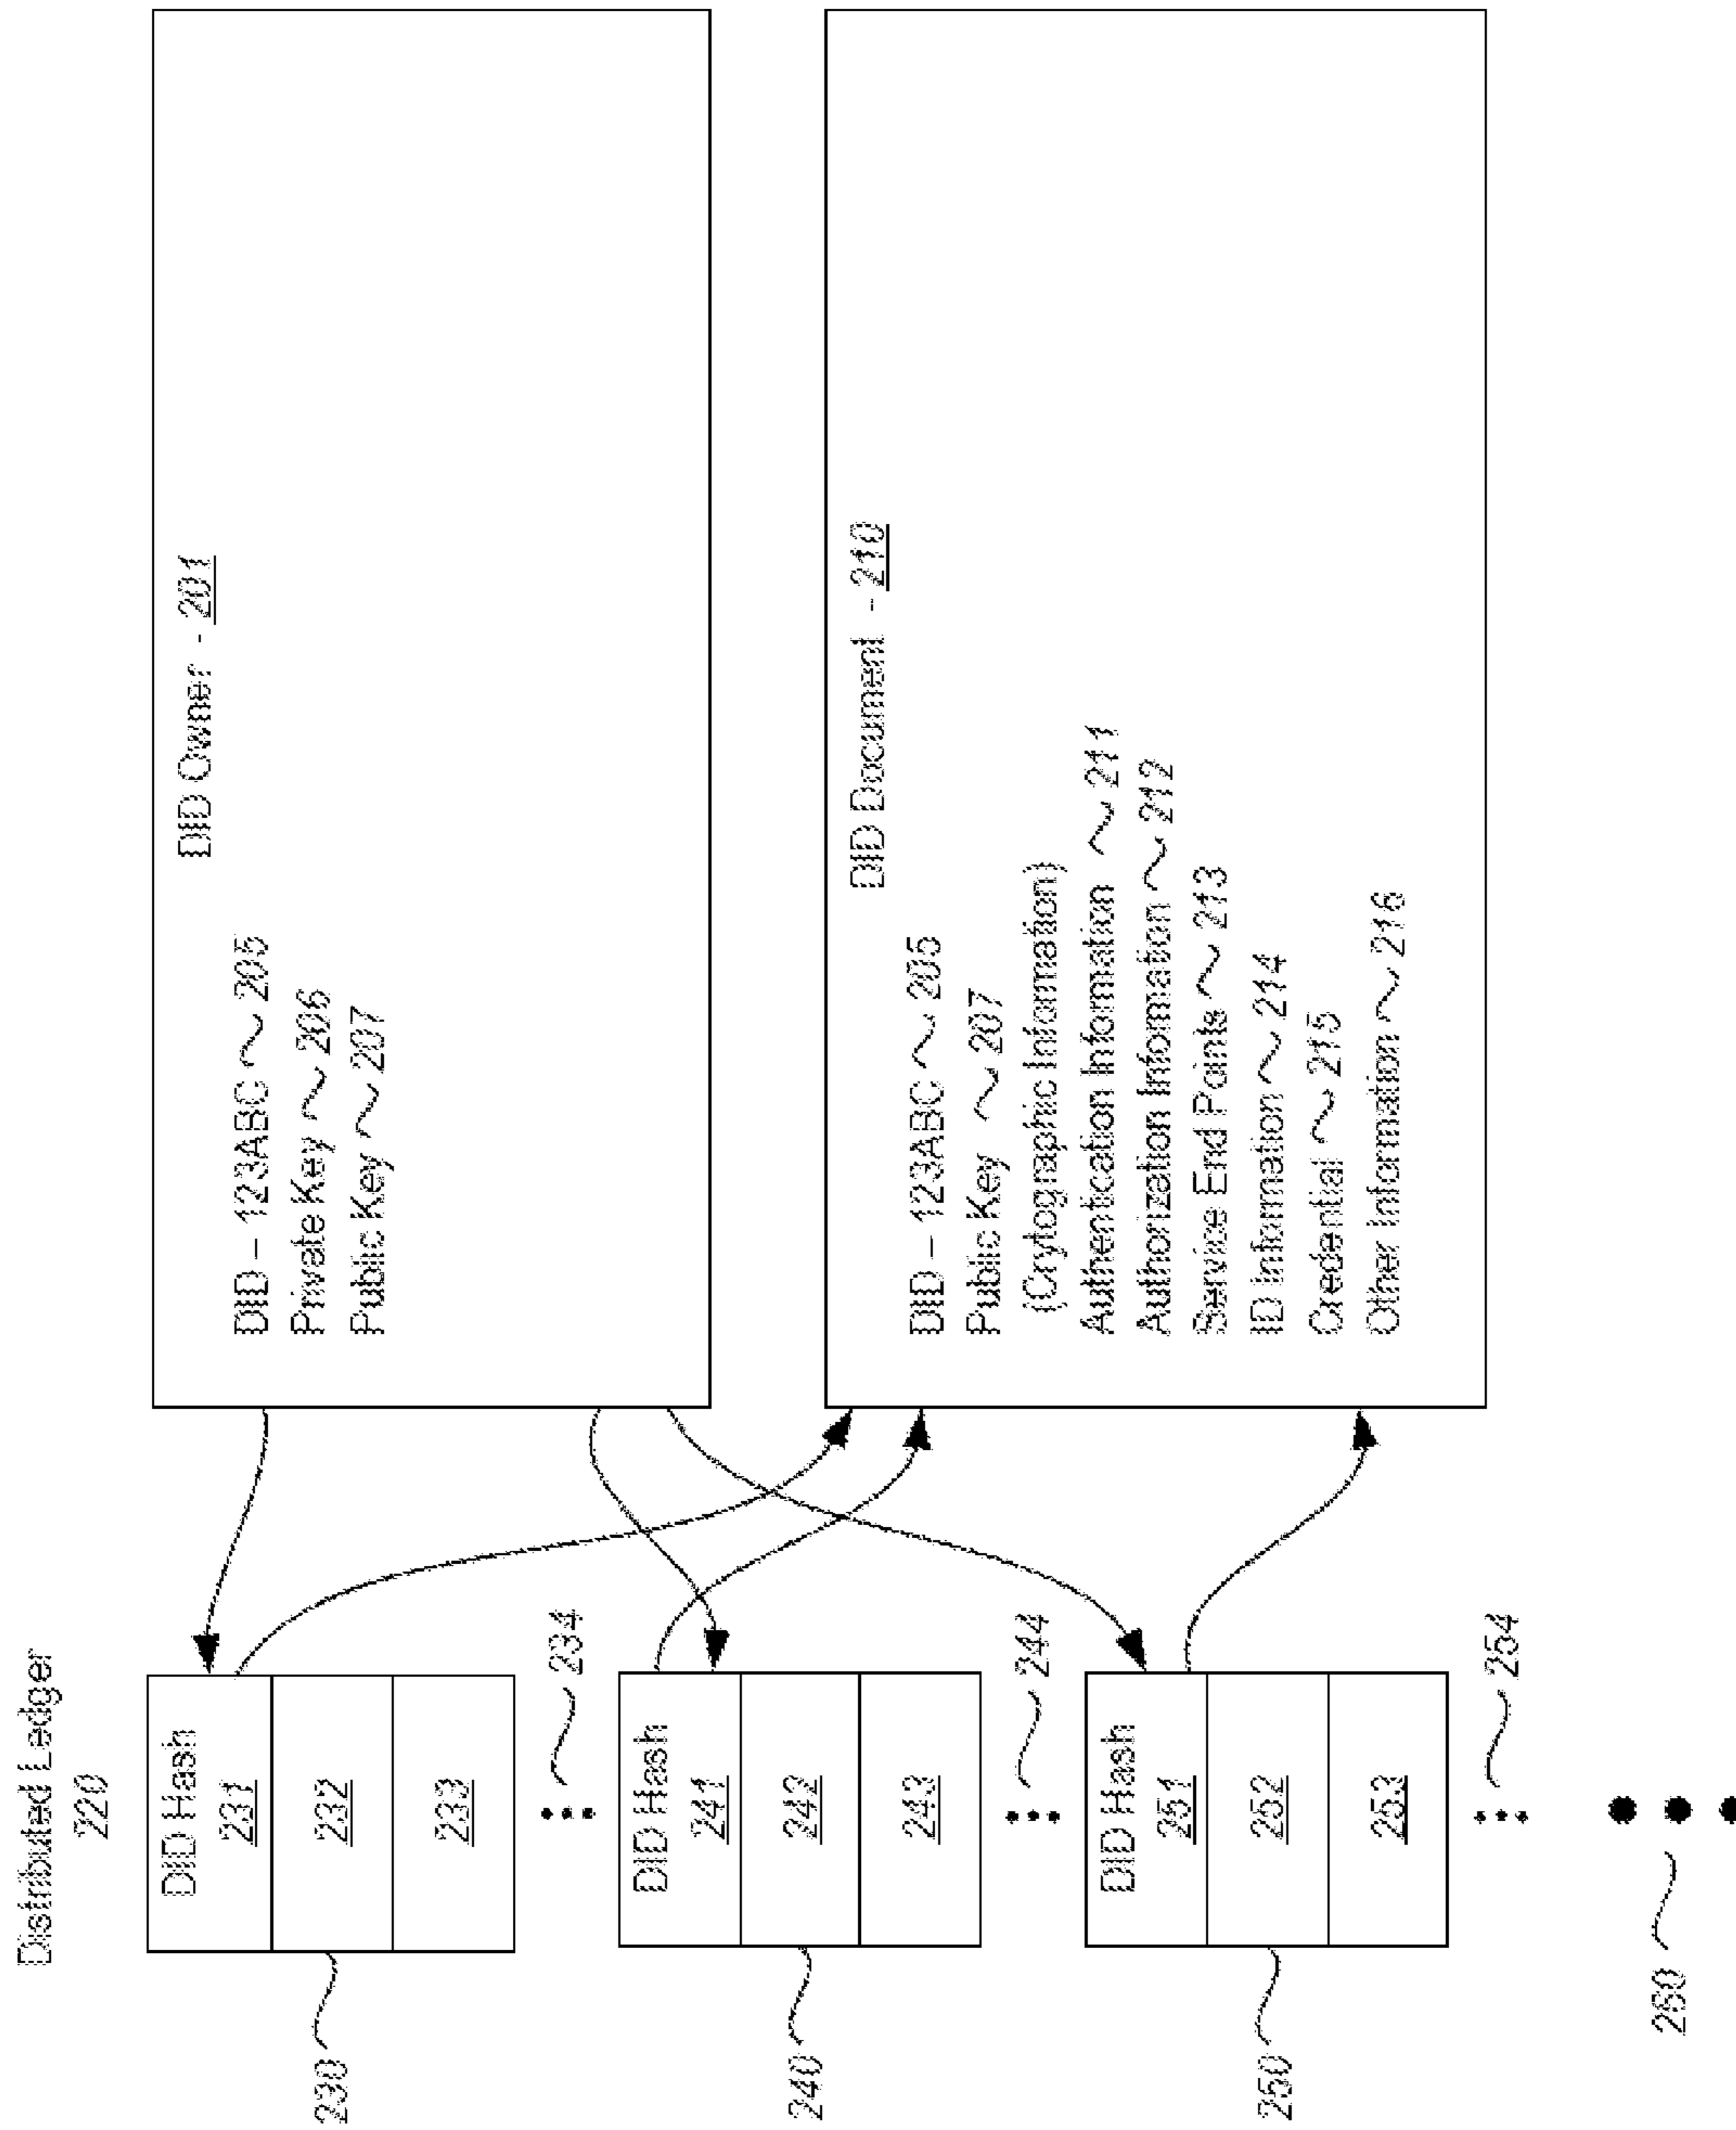 Distributed Ledger
220
DID Hash
231
232
233
234
230
DID Hash
241
242
243
244
240
DID Hash
251
252
253
254
250
260
DID Owner - 201
DID – 123ABC ~ 205
Private Key ~ 206
Public Key ~ 207
DID Document - 210
DID – 123ABC ~ 205
Public Key ~ 207
(Crytographic Information)
Authentication Information ~ 211
Authorization Information ~ 212
Service End Points ~ 213
ID Information ~ 214
Credential ~ 215
Other Information ~ 216